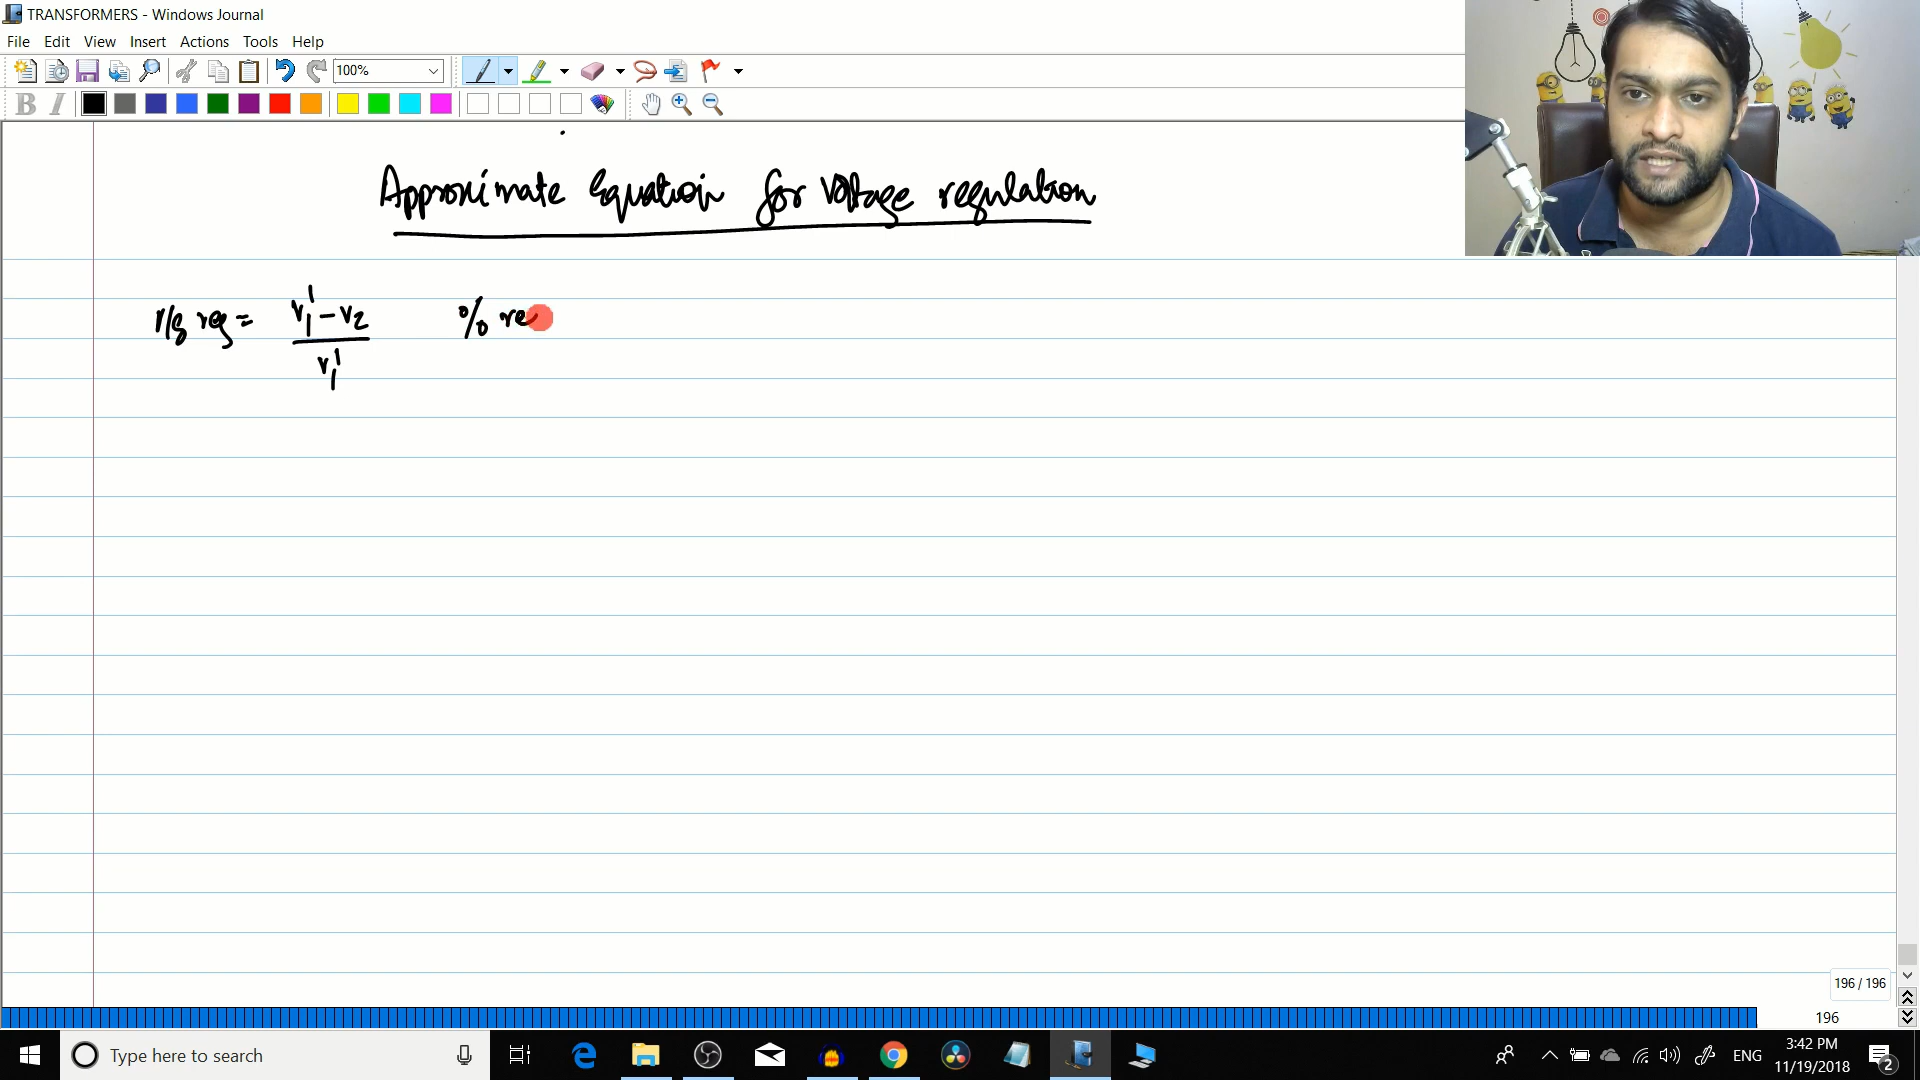 TRANSFORMERS - Windows Journal
File Edit View Insert Actions Tools Help
100%
B I
Approximate Equation for Voltage regulation
V/g reg = V₁' - V₂ % re
V₁'
196 / 196
196
Type here to search
ENG
3:42 PM
11/19/2018
2